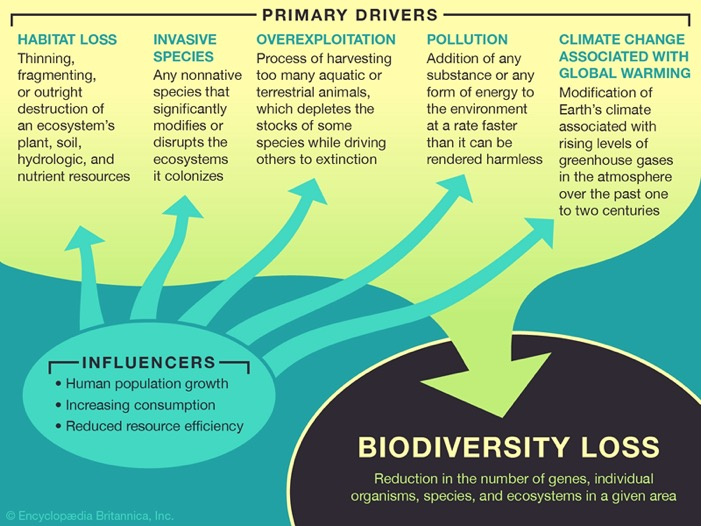 PRIMARY DRIVERS
HABITAT LOSS
Thinning,
fragmenting,
or outright
destruction of
an ecosystem's
plant, soil,
hydrologic, and
nutrient resources
INVASIVE
SPECIES
Any nonnative
species that
significantly
modifies or
disrupts the
ecosystems
it colonizes
OVEREXPLOITATION
Process of harvesting
too many aquatic or
terrestrial animals,
which depletes the
stocks of some
species while driving
others to extinction
POLLUTION
Addition of any
substance or any
form of energy to
the environment
at a rate faster
than it can be
rendered harmless
CLIMATE CHANGE
ASSOCIATED WITH
GLOBAL WARMING
Modification of
Earth's climate
associated with
rising levels of
greenhouse gases
in the atmosphere
over the past one
to two centuries
INFLUENCERS
• Human population growth
• Increasing consumption
• Reduced resource efficiency
BIODIVERSITY LOSS
Reduction in the number of genes, individual
organisms, species, and ecosystems in a given area
© Encyclopædia Britannica, Inc.